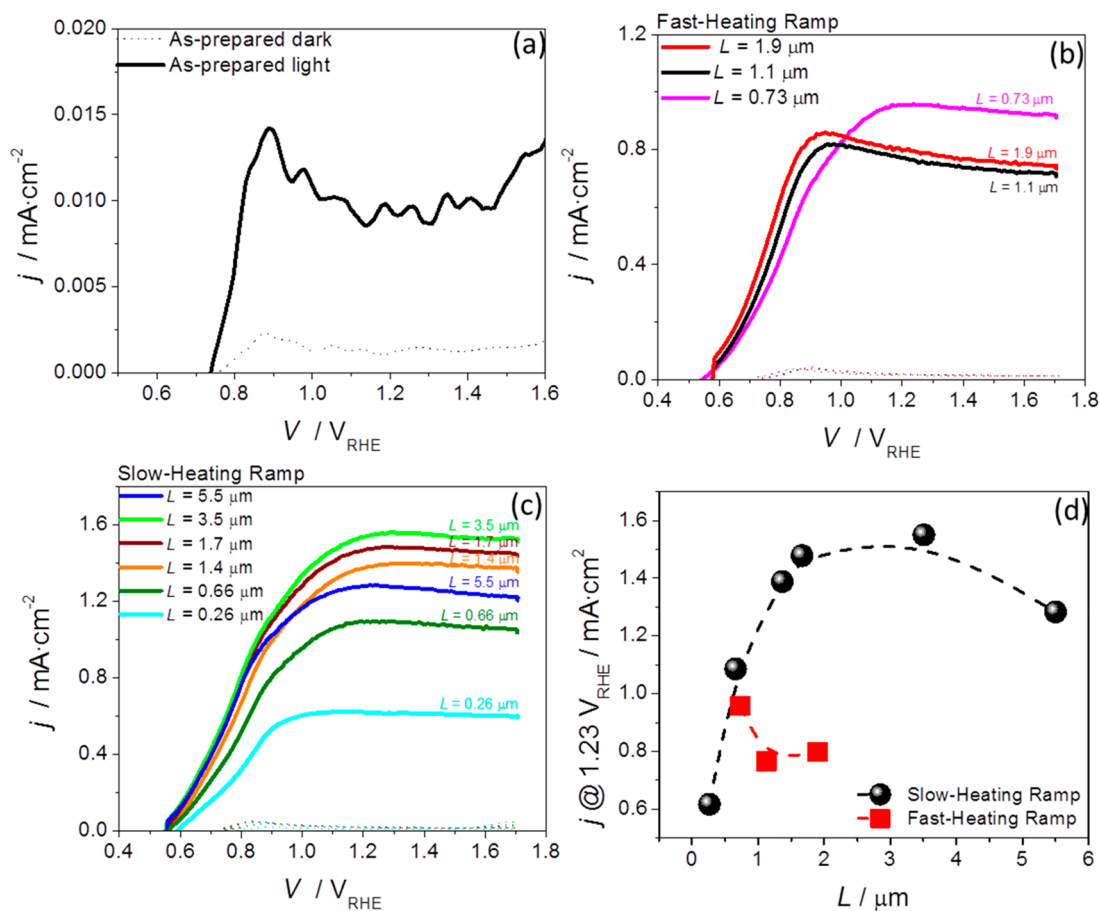 (a)
As-prepared dark
As-prepared light
0.020
0.015
0.010
0.005
0.000
j / mA·cm-2
0.6 0.8 1.0 1.2 1.4 1.6
V / VRHE
Fast-Heating Ramp
(b)
L = 1.9 μm
L = 1.1 μm
L = 0.73 μm
L = 0.73 μm
L = 1.9 μm
L = 1.1 μm
1.2
0.8
0.4
0.0
j / mA·cm-2
0.4 0.6 0.8 1.0 1.2 1.4 1.6 1.8
V / VRHE
Slow-Heating Ramp
(c)
L = 5.5 μm
L = 3.5 μm
L = 1.7 μm
L = 1.4 μm
L = 0.66 μm
L = 0.26 μm
L = 3.5 μm
L = 1.7 μm
L = 1.4 μm
L = 5.5 μm
L = 0.66 μm
L = 0.26 μm
1.6
1.2
0.8
0.4
0.0
j / mA·cm-2
0.4 0.6 0.8 1.0 1.2 1.4 1.6 1.8
V / VRHE
(d)
1.6
1.4
1.2
1.0
0.8
0.6
j @ 1.23 VRHE / mA·cm2
Slow-Heating Ramp
Fast-Heating Ramp
0 1 2 3 4 5 6
L / μm